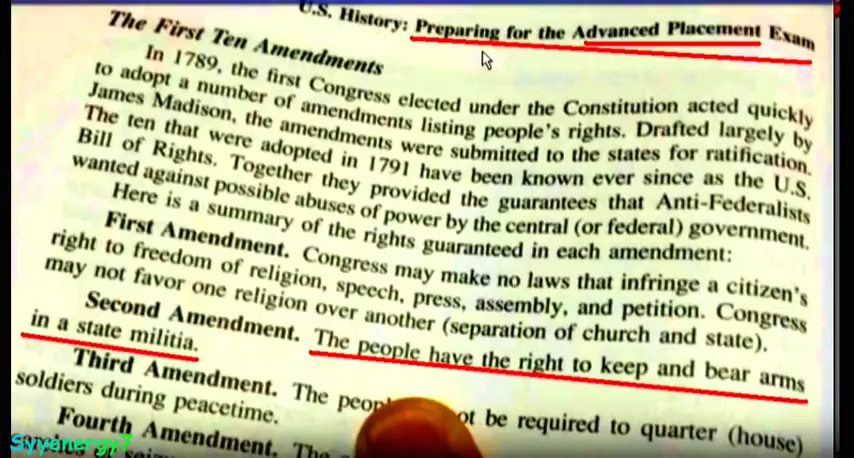 U.S. History: Preparing for the Advanced Placement Exam
The First Ten Amendments
In 1789, the first Congress elected under the Constitution acted quickly
to adopt a number of amendments listing people's rights. Drafted largely by
James Madison, the amendments were submitted to the states for ratification.
The ten that were adopted in 1791 have been known ever since as the U.S.
Bill of Rights. Together they provided the guarantees that Anti-Federalists
wanted against possible abuses of power by the central (or federal) government.
Here is a summary of the rights guaranteed in each amendment:
First Amendment. Congress may make no laws that infringe a citizen's
right to freedom of religion, speech, press, assembly, and petition. Congress
may not favor one religion over another (separation of church and state).
Second Amendment. The people have the right to keep and bear arms
in a state militia.
Third Amendment. The peop ot be required to quarter (house)
soldiers during peacetime.
Fourth Amendment. The
Syyenergy7